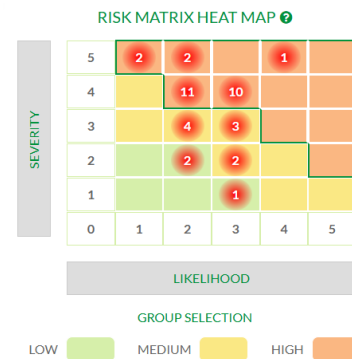 RISK MATRIX HEAT MAP ?
5 2 2 1
4 11 10
3 4 3
2 2 2
1 1
0 1 2 3 4 5
SEVERITY
LIKELIHOOD
GROUP SELECTION
LOW MEDIUM HIGH